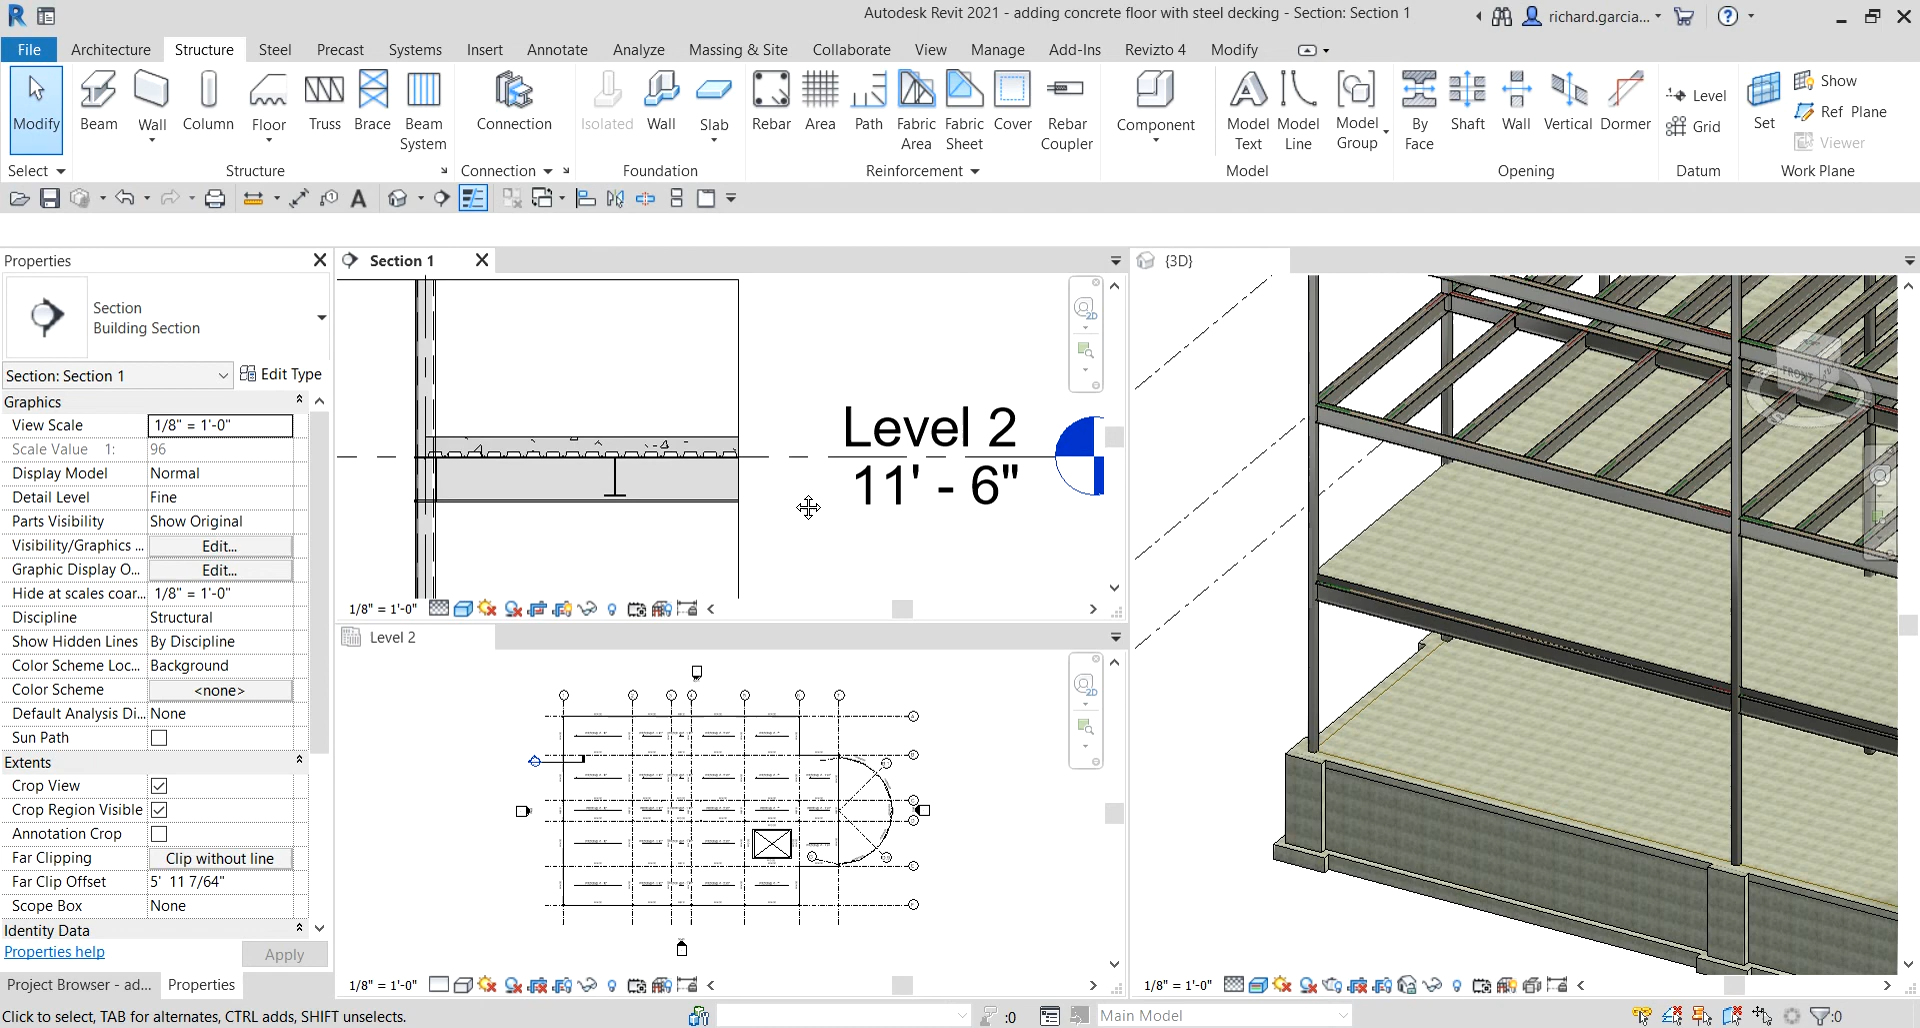 Autodesk Revit 2021 - adding concrete floor with steel decking - Section: Section 1
richard.garcia...
File Architecture Structure Steel Precast Systems Insert Annotate Analyze Massing & Site Collaborate View Manage Add-Ins Revizto 4 Modify
Modify
Beam
Wall
Column
Floor
Truss
Brace
Beam
System
Connection
Isolated
Wall
Slab
Rebar
Area
Path
Fabric
Area
Fabric
Sheet
Cover
Rebar
Coupler
Component
Model
Text
Model
Line
Model
Group
By
Face
Shaft
Wall
Vertical
Dormer
Level
Grid
Set
Show
Ref Plane
Viewer
Select
Structure
Connection
Foundation
Reinforcement
Model
Opening
Datum
Work Plane
Properties
Section
Building Section
Section: Section 1
Edit Type
Graphics
View Scale 1/8" = 1'-0"
Scale Value 1: 96
Display Model Normal
Detail Level Fine
Parts Visibility Show Original
Visibility/Graphics ... Edit...
Graphic Display O... Edit...
Hide at scales coar... 1/8" = 1'-0"
Discipline Structural
Show Hidden Lines By Discipline
Color Scheme Loc... Background
Color Scheme <none>
Default Analysis Di... None
Sun Path
Extents
Crop View
Crop Region Visible
Annotation Crop
Far Clipping Clip without line
Far Clip Offset 5' 11 7/64"
Scope Box None
Identity Data
Properties help
Apply
Project Browser - ad...
Properties
Section 1
2D
Level 2
11' - 6"
1/8" = 1'-0"
Level 2
2D
1/8" = 1'-0"
{3D}
FRONT
1/8" = 1'-0"
Click to select, TAB for alternates, CTRL adds, SHIFT unselects.
:0
Main Model
:0